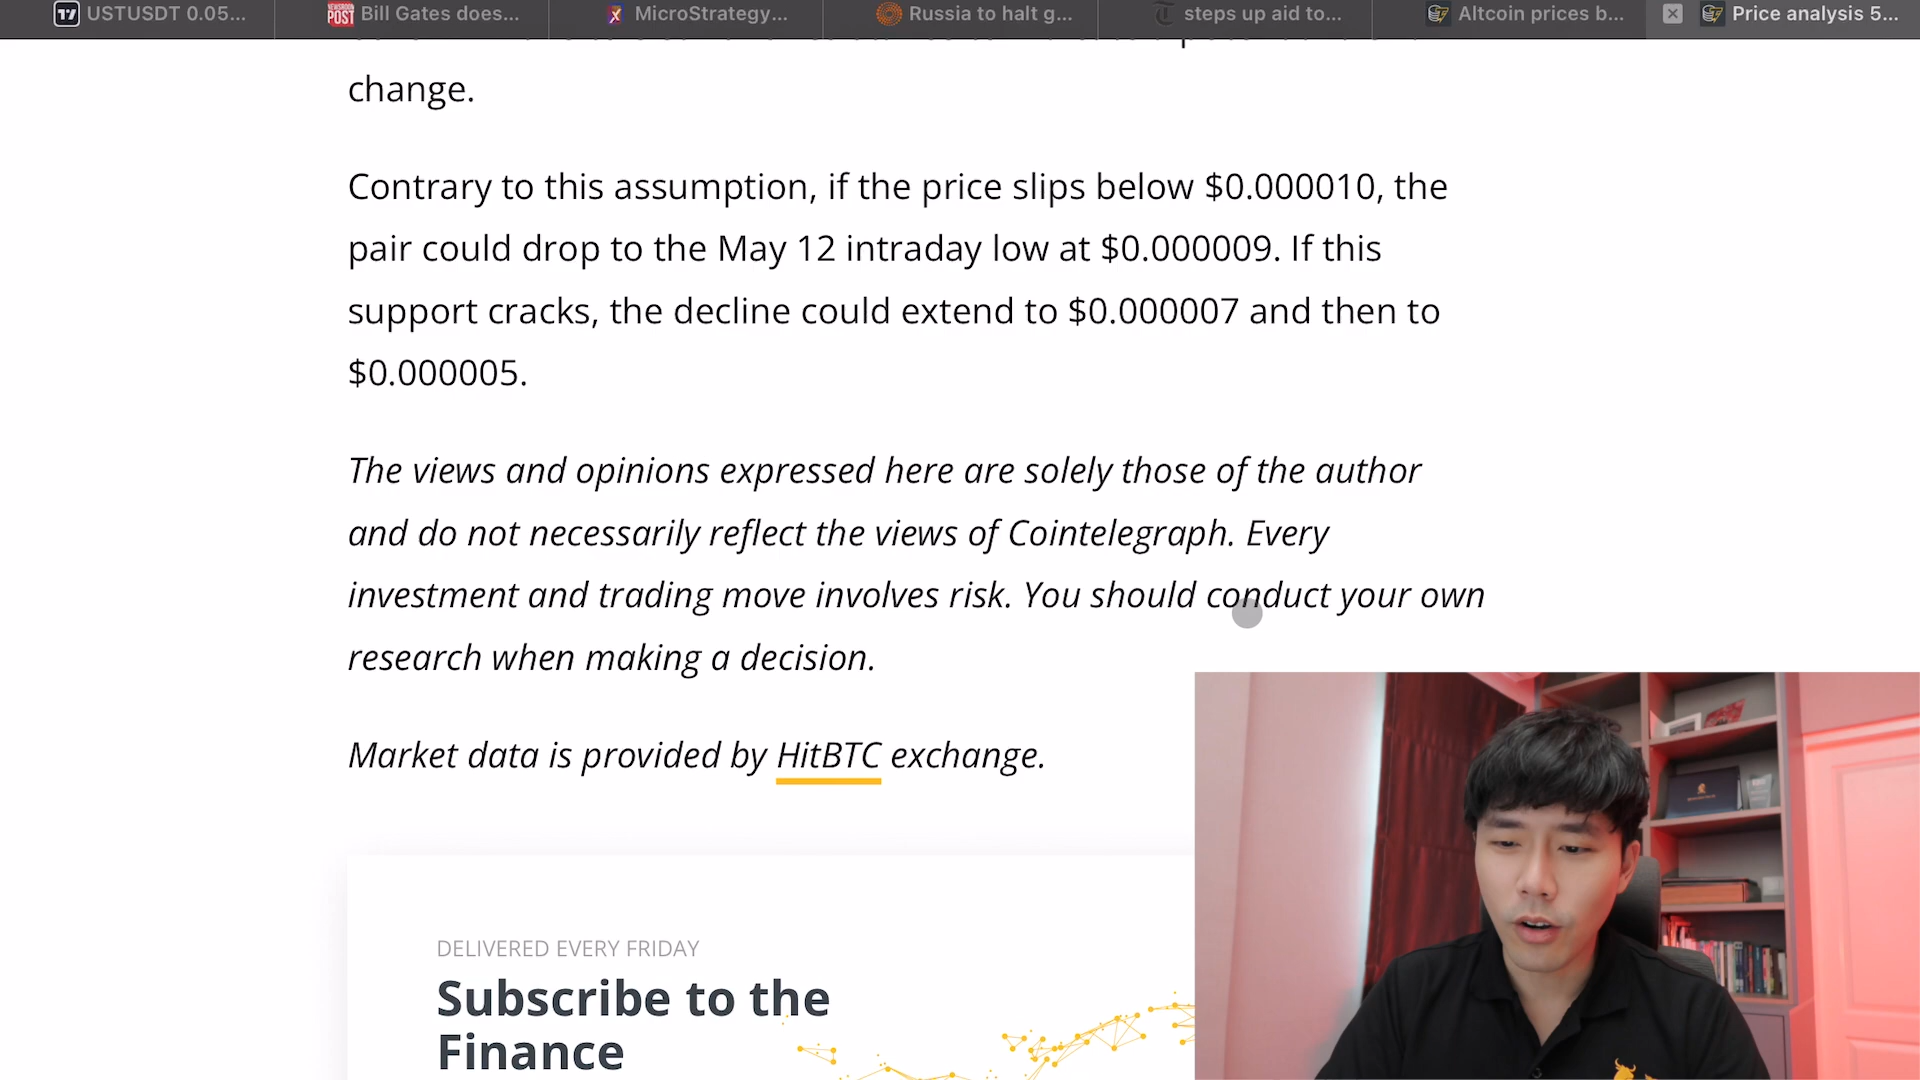 USTUSDT 0.05...
NEWSROOM POST
Bill Gates does...
MicroStrategy...
Russia to halt g...
steps up aid to...
Altcoin prices b...
Price analysis 5...
change.
Contrary to this assumption, if the price slips below $0.000010, the
pair could drop to the May 12 intraday low at $0.000009. If this
support cracks, the decline could extend to $0.000007 and then to
$0.000005.
The views and opinions expressed here are solely those of the author
and do not necessarily reflect the views of Cointelegraph. Every
investment and trading move involves risk. You should conduct your own
research when making a decision.
Market data is provided by HitBTC exchange.
DELIVERED EVERY FRIDAY
Subscribe to the
Finance